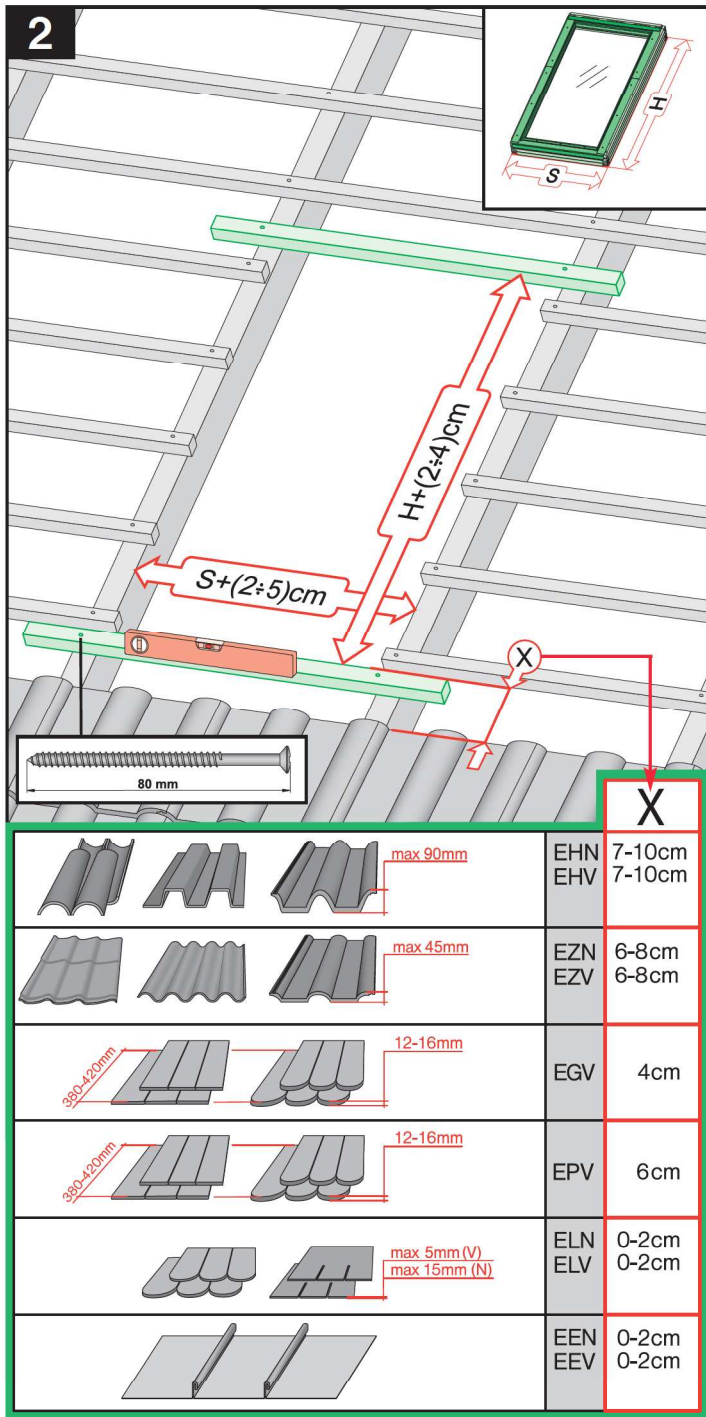 2
H
S
H+(2÷4)cm
S+(2÷5)cm
X
80 mm
X
max 90mm
EHN 7-10cm
EHV 7-10cm
max 45mm
EZN 6-8cm
EZV 6-8cm
380-420mm
12-16mm
EGV 4cm
380-420mm
12-16mm
EPV 6cm
max 5mm (V)
max 15mm (N)
ELN 0-2cm
ELV 0-2cm
EEN 0-2cm
EEV 0-2cm